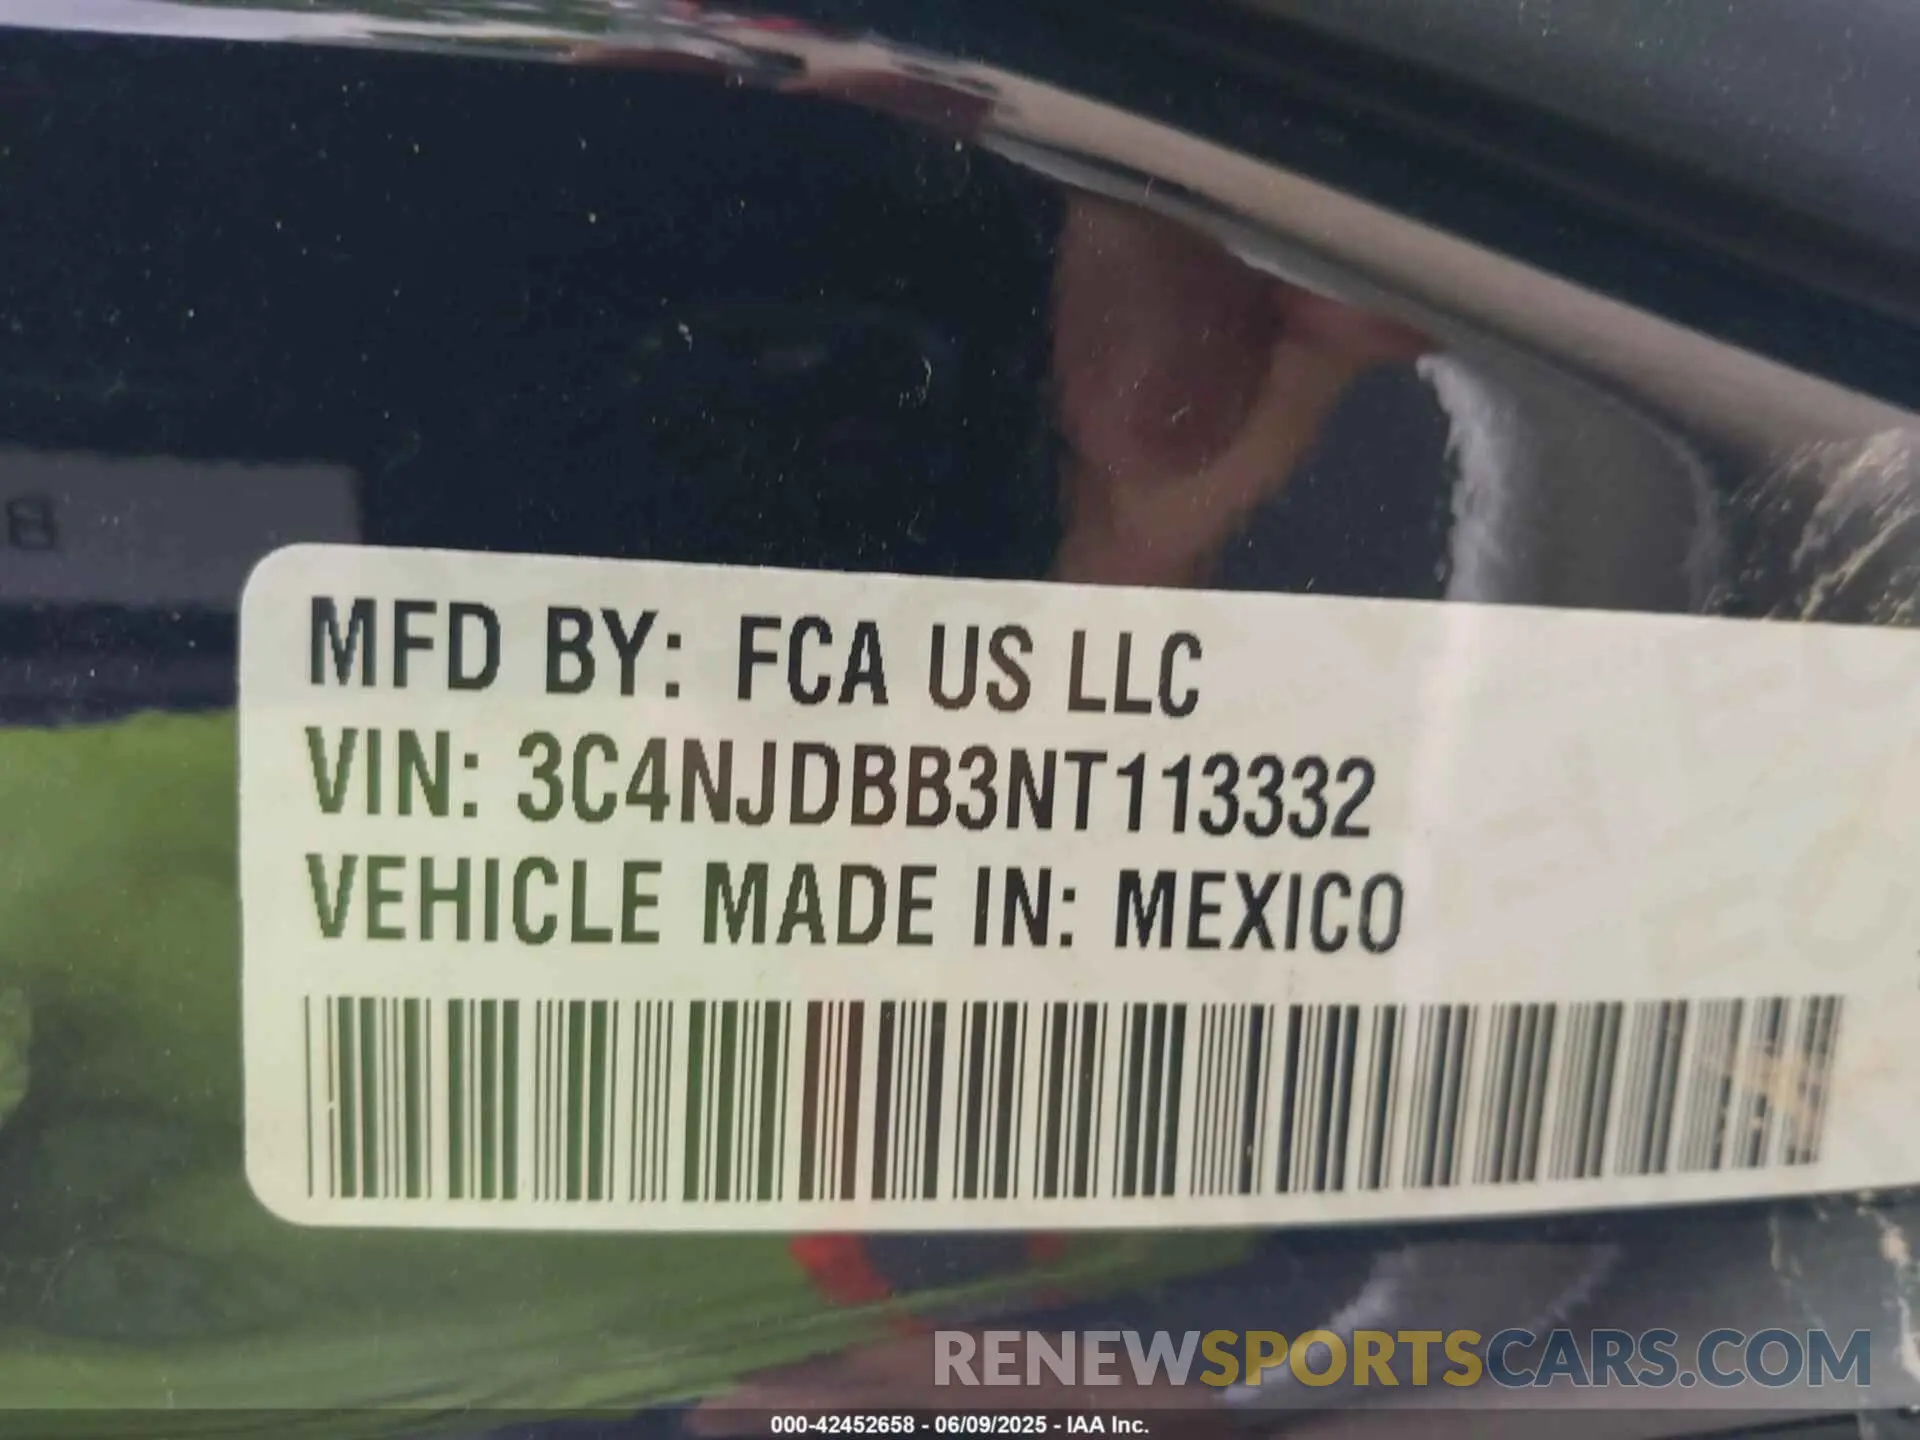 8
MFD BY: FCA US LLC
VIN: 3C4NJDBB3NT113332
VEHICLE MADE IN: MEXICO
RENEWSPORTSCARS.COM
000-42452658 - 06/09/2025 - IAA Inc.